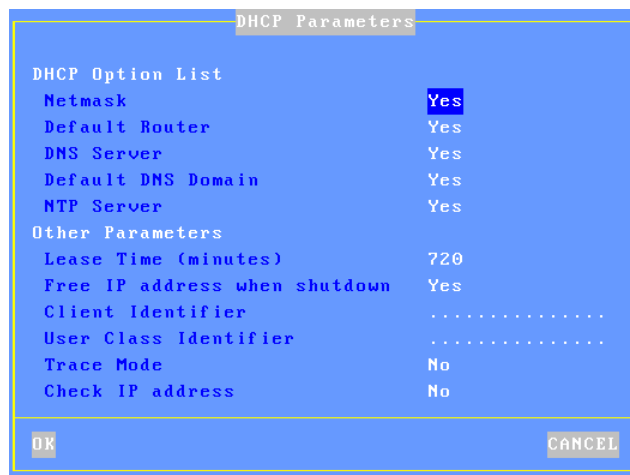 DHCP Parameters
DHCP Option List
Netmask Yes
Default Router Yes
DNS Server Yes
Default DNS Domain Yes
NTP Server Yes
Other Parameters
Lease Time (minutes) 720
Free IP address when shutdown Yes
Client Identifier ...............
User Class Identifier ...............
Trace Mode No
Check IP address No
OK CANCEL